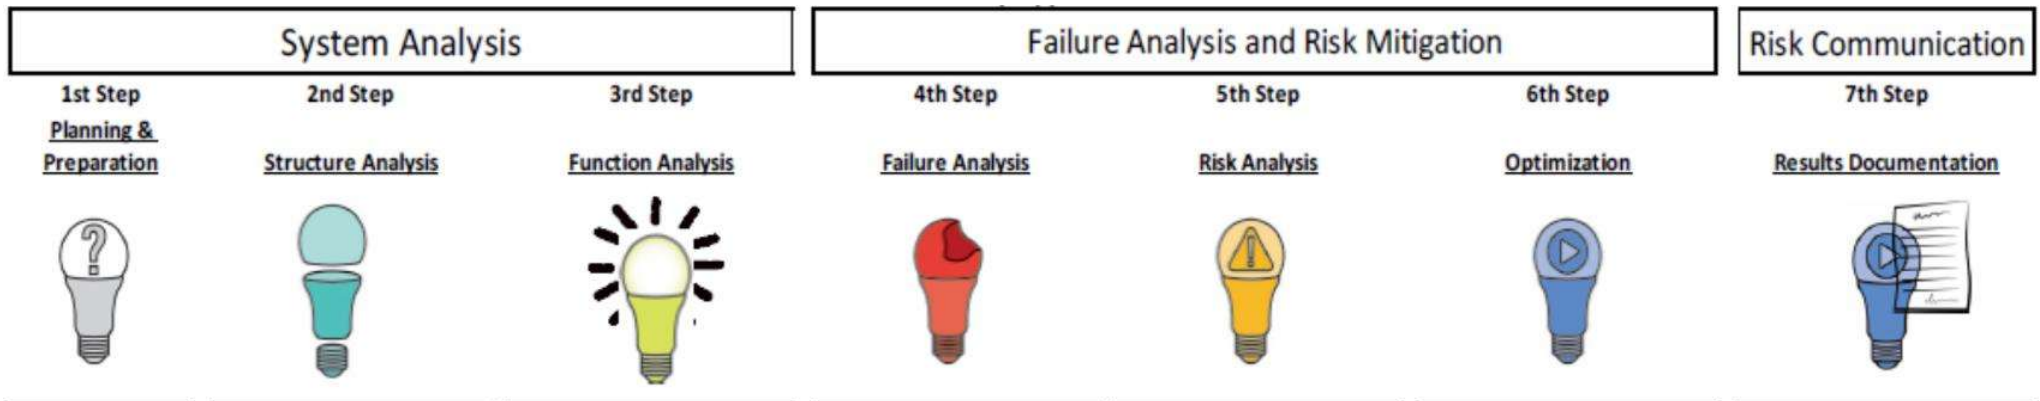 System Analysis
Failure Analysis and Risk Mitigation
Risk Communication
1st Step
2nd Step
3rd Step
4th Step
5th Step
6th Step
7th Step
Planning &
Preparation
Structure Analysis
Function Analysis
Failure Analysis
Risk Analysis
Optimization
Results Documentation
?
!